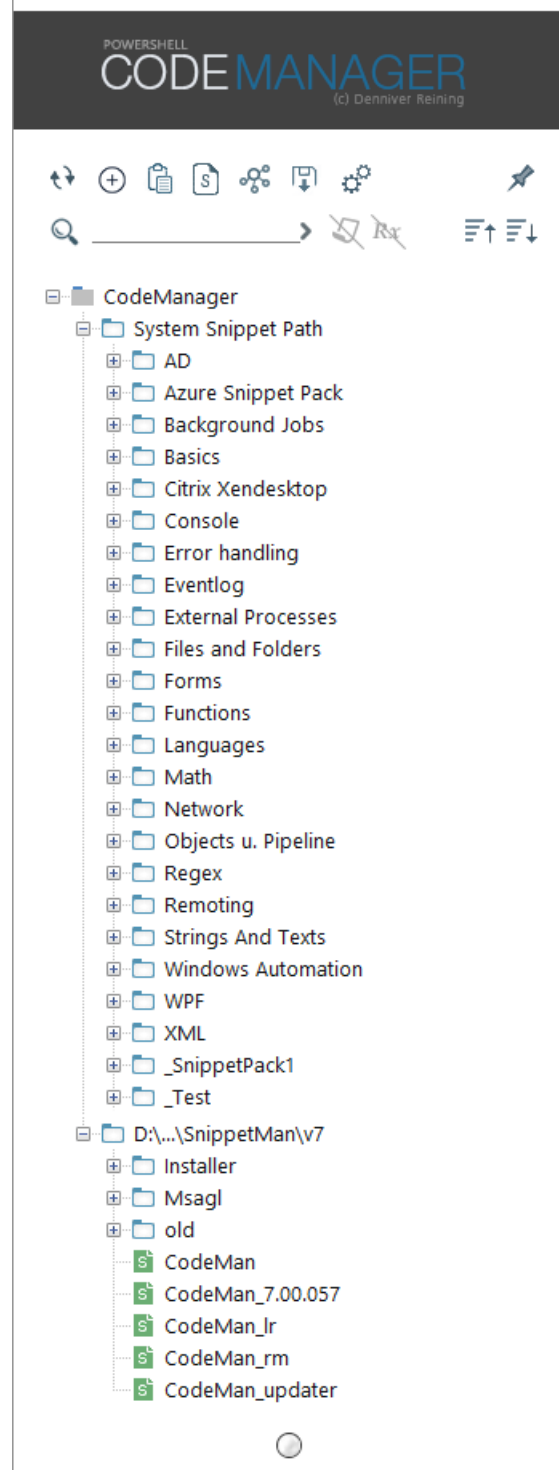 POWERSHELL
CODEMANAGER
(c) Denniver Reining
S
Rx
CodeManager
System Snippet Path
AD
Azure Snippet Pack
Background Jobs
Basics
Citrix Xendesktop
Console
Error handling
Eventlog
External Processes
Files and Folders
Forms
Functions
Languages
Math
Network
Objects u. Pipeline
Regex
Remoting
Strings And Texts
Windows Automation
WPF
XML
_SnippetPack1
_Test
D:\...\SnippetMan\v7
Installer
Msagl
old
S CodeMan
S CodeMan_7.00.057
S CodeMan_lr
S CodeMan_rm
S CodeMan_updater